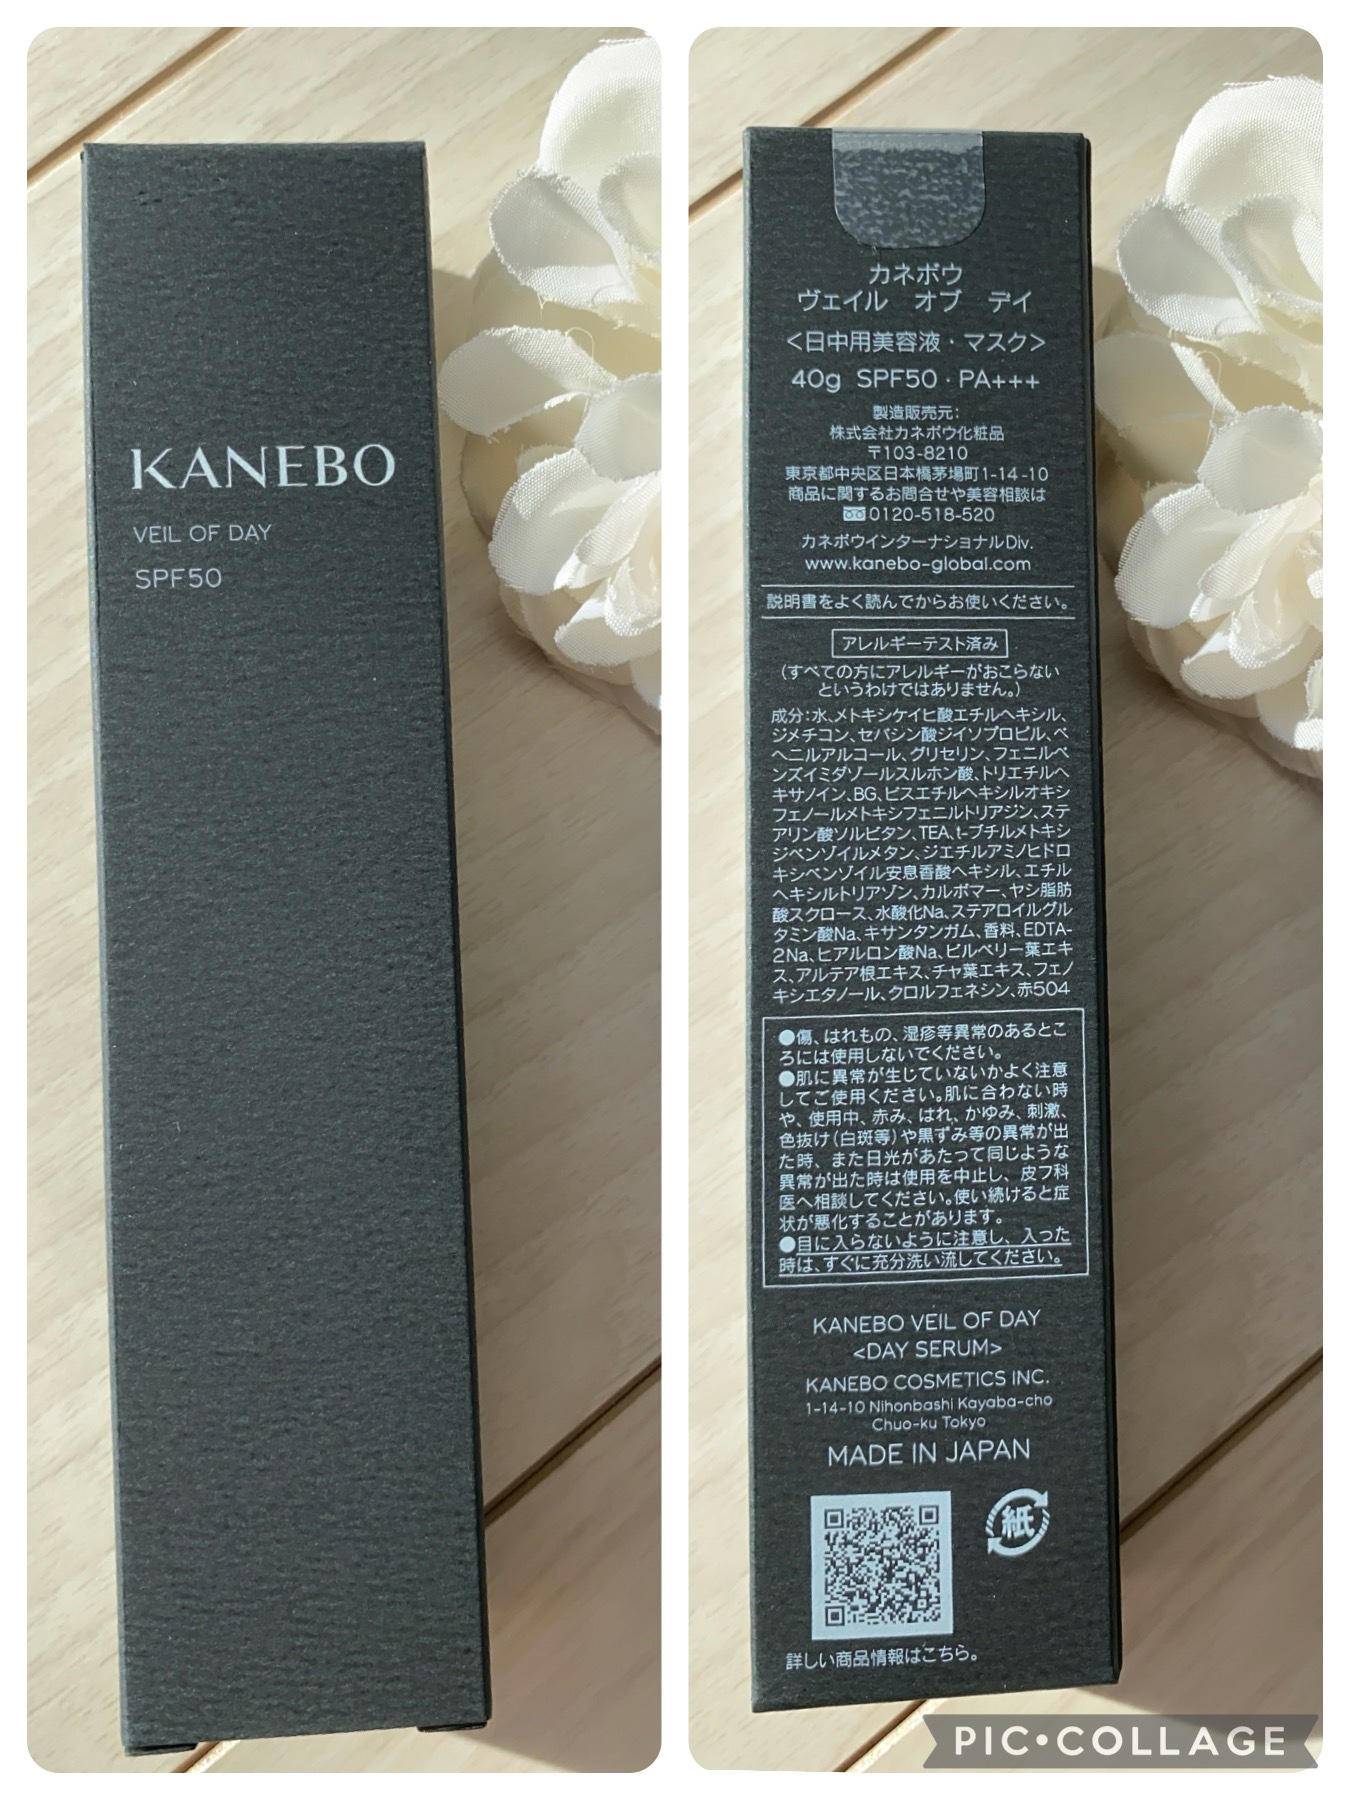 KANEBO
VEIL OF DAY
SPF50
カネボウ
ヴェイル オブ デイ
<日中用美容液・マスク>
40g SPF50・PA+++
製造販売元:
株式会社カネボウ化粧品
〒103-8210
東京都中央区日本橋茅場町1-14-10
商品に関するお問合せや美容相談は
0120-518-520
カネボウインターナショナルDiv.
www.kanebo-global.com
説明書をよく読んでからお使いください。
アレルギーテスト済み
(すべての方にアレルギーがおこらない
というわけではありません。)
成分:水、メトキシケイヒ酸エチルヘキシル、
ジメチコン、セバシン酸ジイソプロピル、ベ
ヘニルアルコール、グリセリン、フェニルベ
ンズイミダゾールスルホン酸、トリエチルヘ
キサノイン、BG、ビスエチルヘキシルオキシ
フェノールメトキシフェニルトリアジン、ステ
アリン酸ソルビタン、TEA、t-ブチルメトキシ
ジベンゾイルメタン、ジエチルアミノヒドロ
キシベンゾイル安息香酸ヘキシル、エチル
ヘキシルトリアゾン、カルボマー、ヤシ脂肪
酸スクロース、水酸化Na、ステアロイルグル
タミン酸Na、キサンタンガム、香料、EDTA-
2Na、ヒアルロン酸Na、ビルベリー葉エキ
ス、アルテア根エキス、チャ葉エキス、フェノ
キシエタノール、クロルフェネシン、赤504
●傷、はれもの、湿疹等異常のあるとこ
ろには使用しないでください。
●肌に異常が生じていないかよく注意
してご使用ください。肌に合わない時
や、使用中、赤み、はれ、かゆみ、刺激、
色抜け(白斑等)や黒ずみ等の異常が出
た時、また日光があたって同じような
異常が出た時は使用を中止し、皮フ科
医へ相談してください。使い続けると症
状が悪化することがあります。
●目に入らないように注意し、入った
時は、すぐに充分洗い流してください。
KANEBO VEIL OF DAY
<DAY SERUM>
KANEBO COSMETICS INC.
1-14-10 Nihonbashi Kayaba-cho
Chuo-ku Tokyo
MADE IN JAPAN
紙
詳しい商品情報はこちら。
PIC•COLLAGE